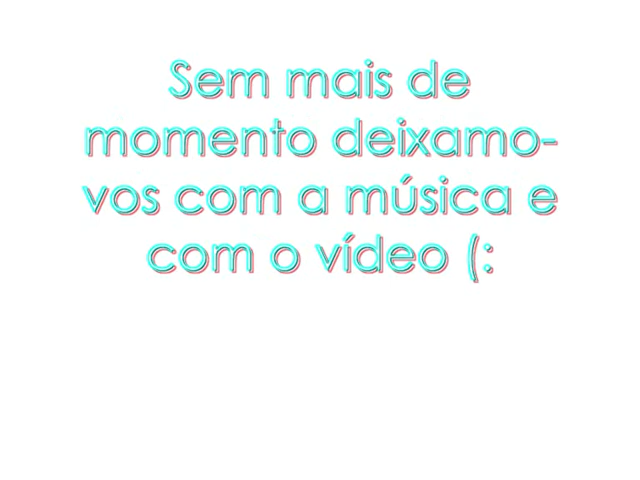 Sem mais de
momento deixamo-
vos com a música e
com o vídeo (: